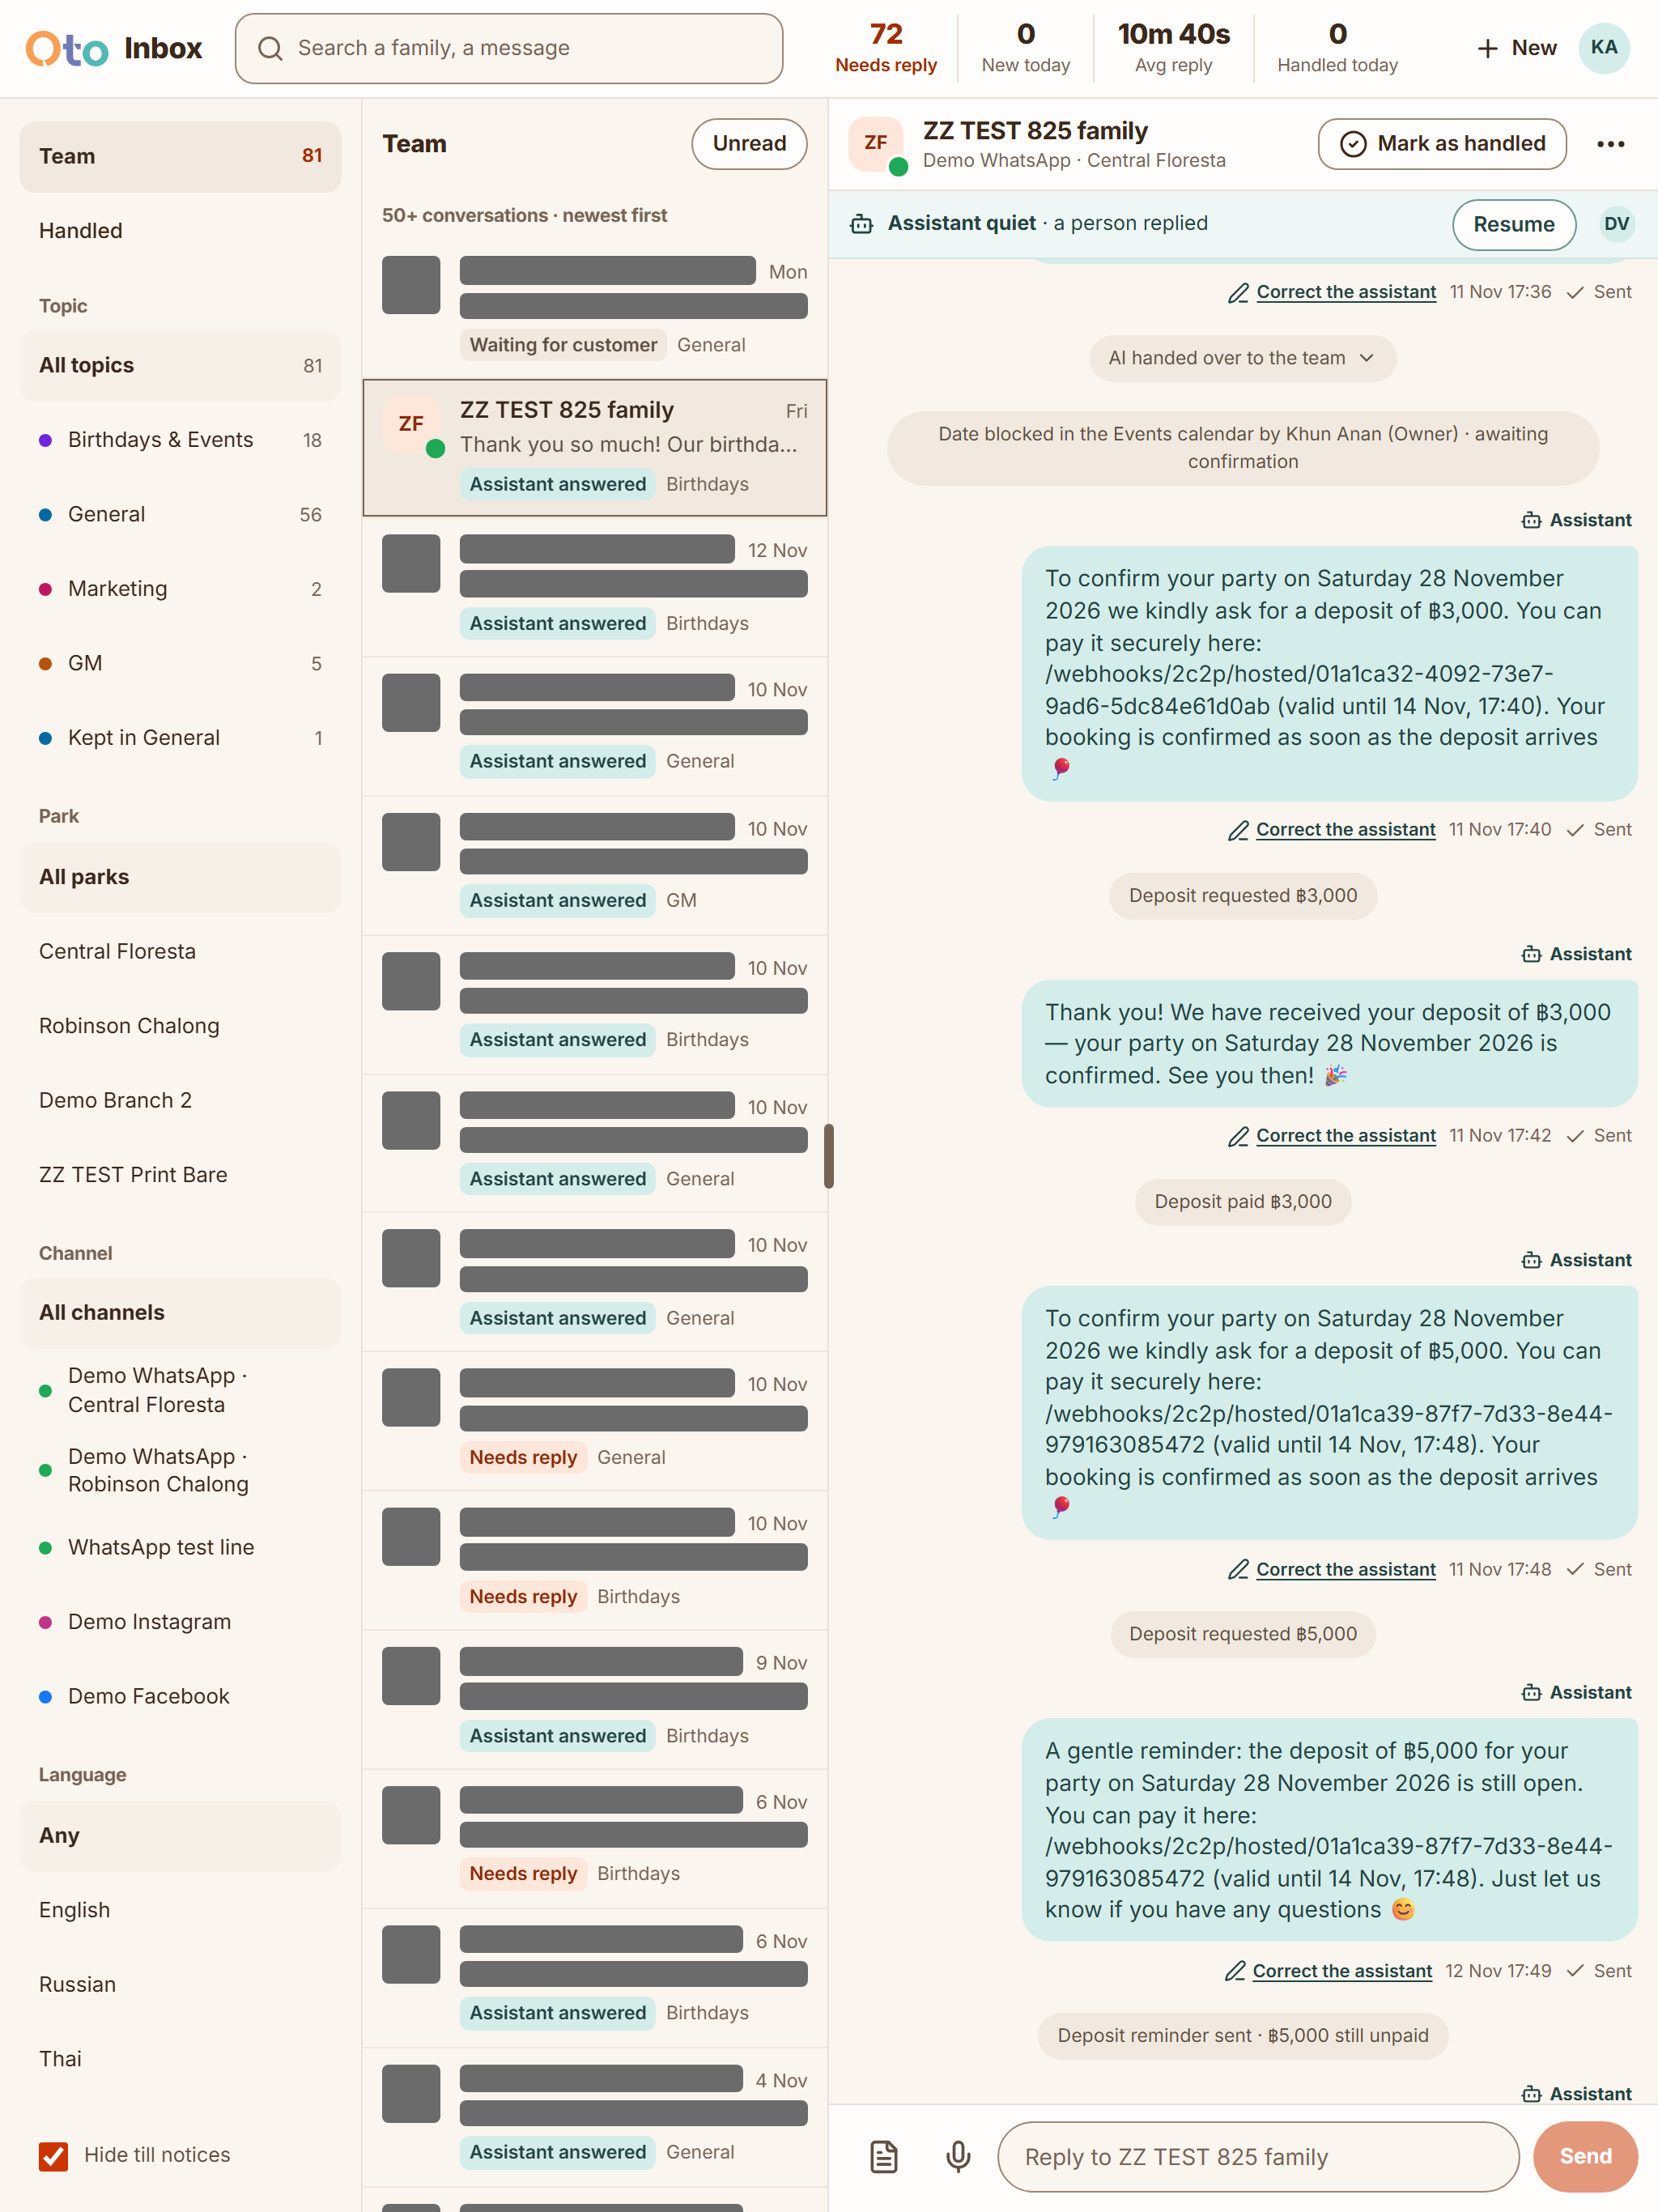 Oto Inbox
Search a family, a message
72
Needs reply
0
New today
10m 40s
Avg reply
0
Handled today
New
KA
Team 81
Handled
Topic
All topics 81
Birthdays & Events 18
General 56
Marketing 2
GM 5
Kept in General 1
Park
All parks
Central Floresta
Robinson Chalong
Demo Branch 2
ZZ TEST Print Bare
Channel
All channels
Demo WhatsApp ·
Central Floresta
Demo WhatsApp ·
Robinson Chalong
WhatsApp test line
Demo Instagram
Demo Facebook
Language
Any
English
Russian
Thai
Hide till notices
Team
Unread
50+ conversations · newest first
Mon
Waiting for customer General
ZF
ZZ TEST 825 family Fri
Thank you so much! Our birthda...
Assistant answered Birthdays
12 Nov
Assistant answered Birthdays
10 Nov
Assistant answered General
10 Nov
Assistant answered GM
10 Nov
Assistant answered Birthdays
10 Nov
Assistant answered General
10 Nov
Assistant answered General
10 Nov
Needs reply General
10 Nov
Needs reply Birthdays
9 Nov
Assistant answered Birthdays
6 Nov
Needs reply Birthdays
6 Nov
Assistant answered Birthdays
4 Nov
Assistant answered General
ZF
ZZ TEST 825 family
Demo WhatsApp · Central Floresta
Mark as handled
Assistant quiet · a person replied
Resume
DV
Correct the assistant 11 Nov 17:36 Sent
AI handed over to the team
Date blocked in the Events calendar by Khun Anan (Owner) · awaiting
confirmation
Assistant
To confirm your party on Saturday 28 November
2026 we kindly ask for a deposit of ฿3,000. You can
pay it securely here:
/webhooks/2c2p/hosted/01a1ca32-4092-73e7-
9ad6-5dc84e61d0ab (valid until 14 Nov, 17:40). Your
booking is confirmed as soon as the deposit arrives
🎈
Correct the assistant 11 Nov 17:40 Sent
Deposit requested ฿3,000
Assistant
Thank you! We have received your deposit of ฿3,000
— your party on Saturday 28 November 2026 is
confirmed. See you then! 🎉
Correct the assistant 11 Nov 17:42 Sent
Deposit paid ฿3,000
Assistant
To confirm your party on Saturday 28 November
2026 we kindly ask for a deposit of ฿5,000. You can
pay it securely here:
/webhooks/2c2p/hosted/01a1ca39-87f7-7d33-8e44-
979163085472 (valid until 14 Nov, 17:48). Your
booking is confirmed as soon as the deposit arrives
🎈
Correct the assistant 11 Nov 17:48 Sent
Deposit requested ฿5,000
Assistant
A gentle reminder: the deposit of ฿5,000 for your
party on Saturday 28 November 2026 is still open.
You can pay it here:
/webhooks/2c2p/hosted/01a1ca39-87f7-7d33-8e44-
979163085472 (valid until 14 Nov, 17:48). Just let us
know if you have any questions 😊
Correct the assistant 12 Nov 17:49 Sent
Deposit reminder sent · ฿5,000 still unpaid
Assistant
Reply to ZZ TEST 825 family
Send